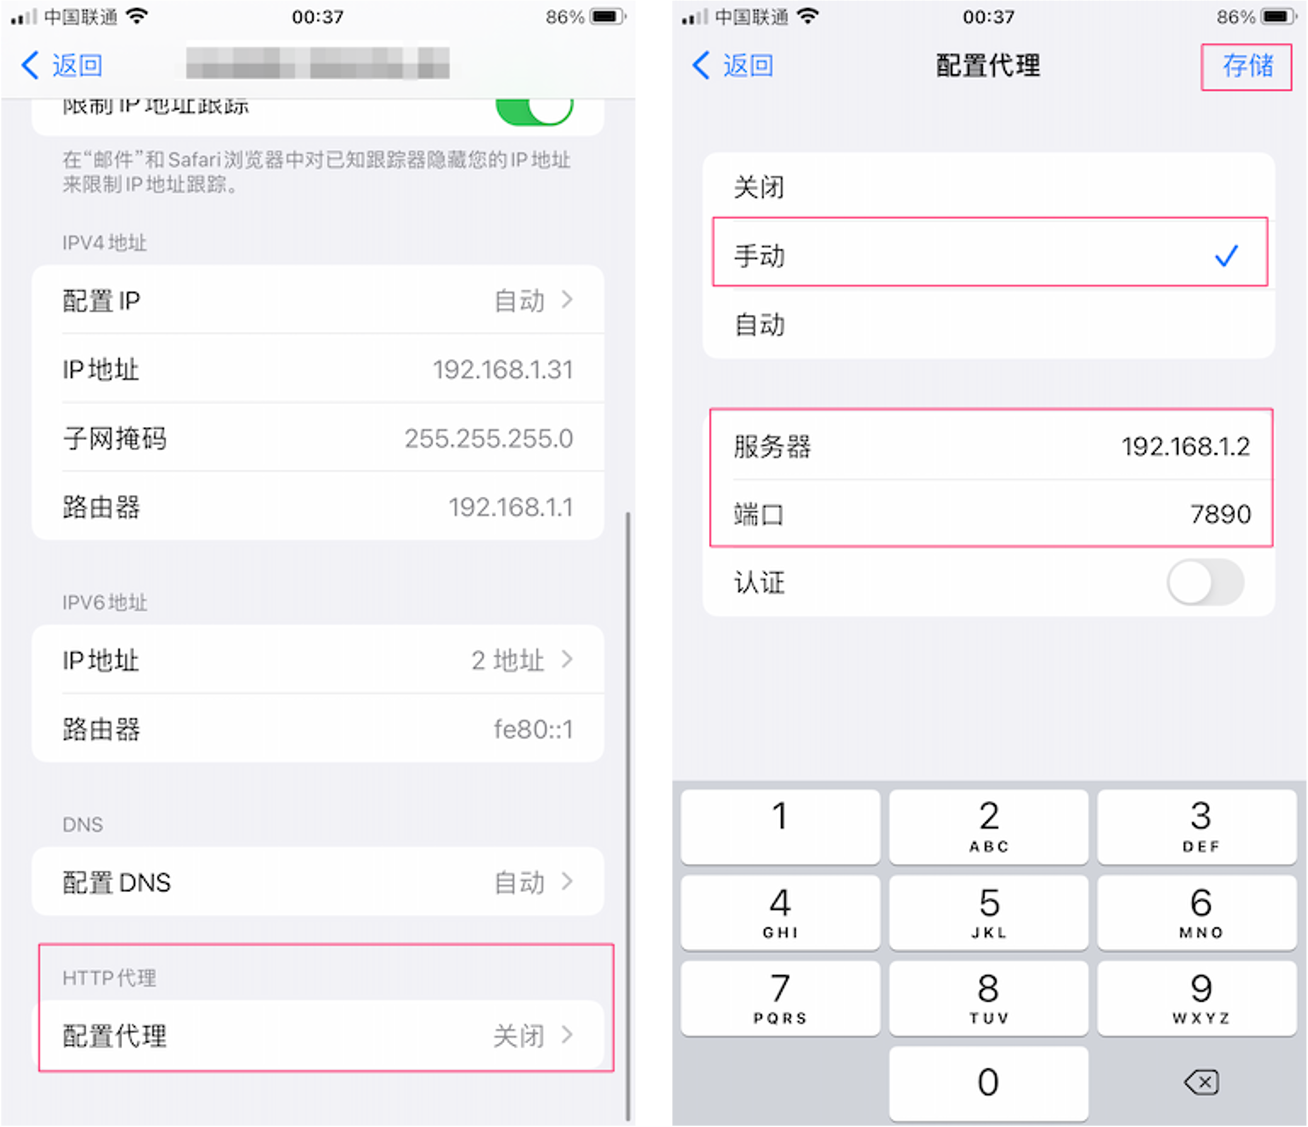 中国联通 00:37 86%
返回
限制 IP 地址跟踪
在“邮件”和 Safari 浏览器中对已知跟踪器隐藏您的 IP 地址
来限制 IP 地址跟踪。
IPV4 地址
配置 IP 自动
IP 地址 192.168.1.31
子网掩码 255.255.255.0
路由器 192.168.1.1
IPV6 地址
IP 地址 2 地址
路由器 fe80::1
DNS
配置 DNS 自动
HTTP 代理
配置代理 关闭
中国联通 00:37 86%
返回 配置代理 存储
关闭
手动
自动
服务器 192.168.1.2
端口 7890
认证
1 2 3
ABC DEF
4 5 6
GHI JKL MNO
7 8 9
PQRS TUV WXYZ
0